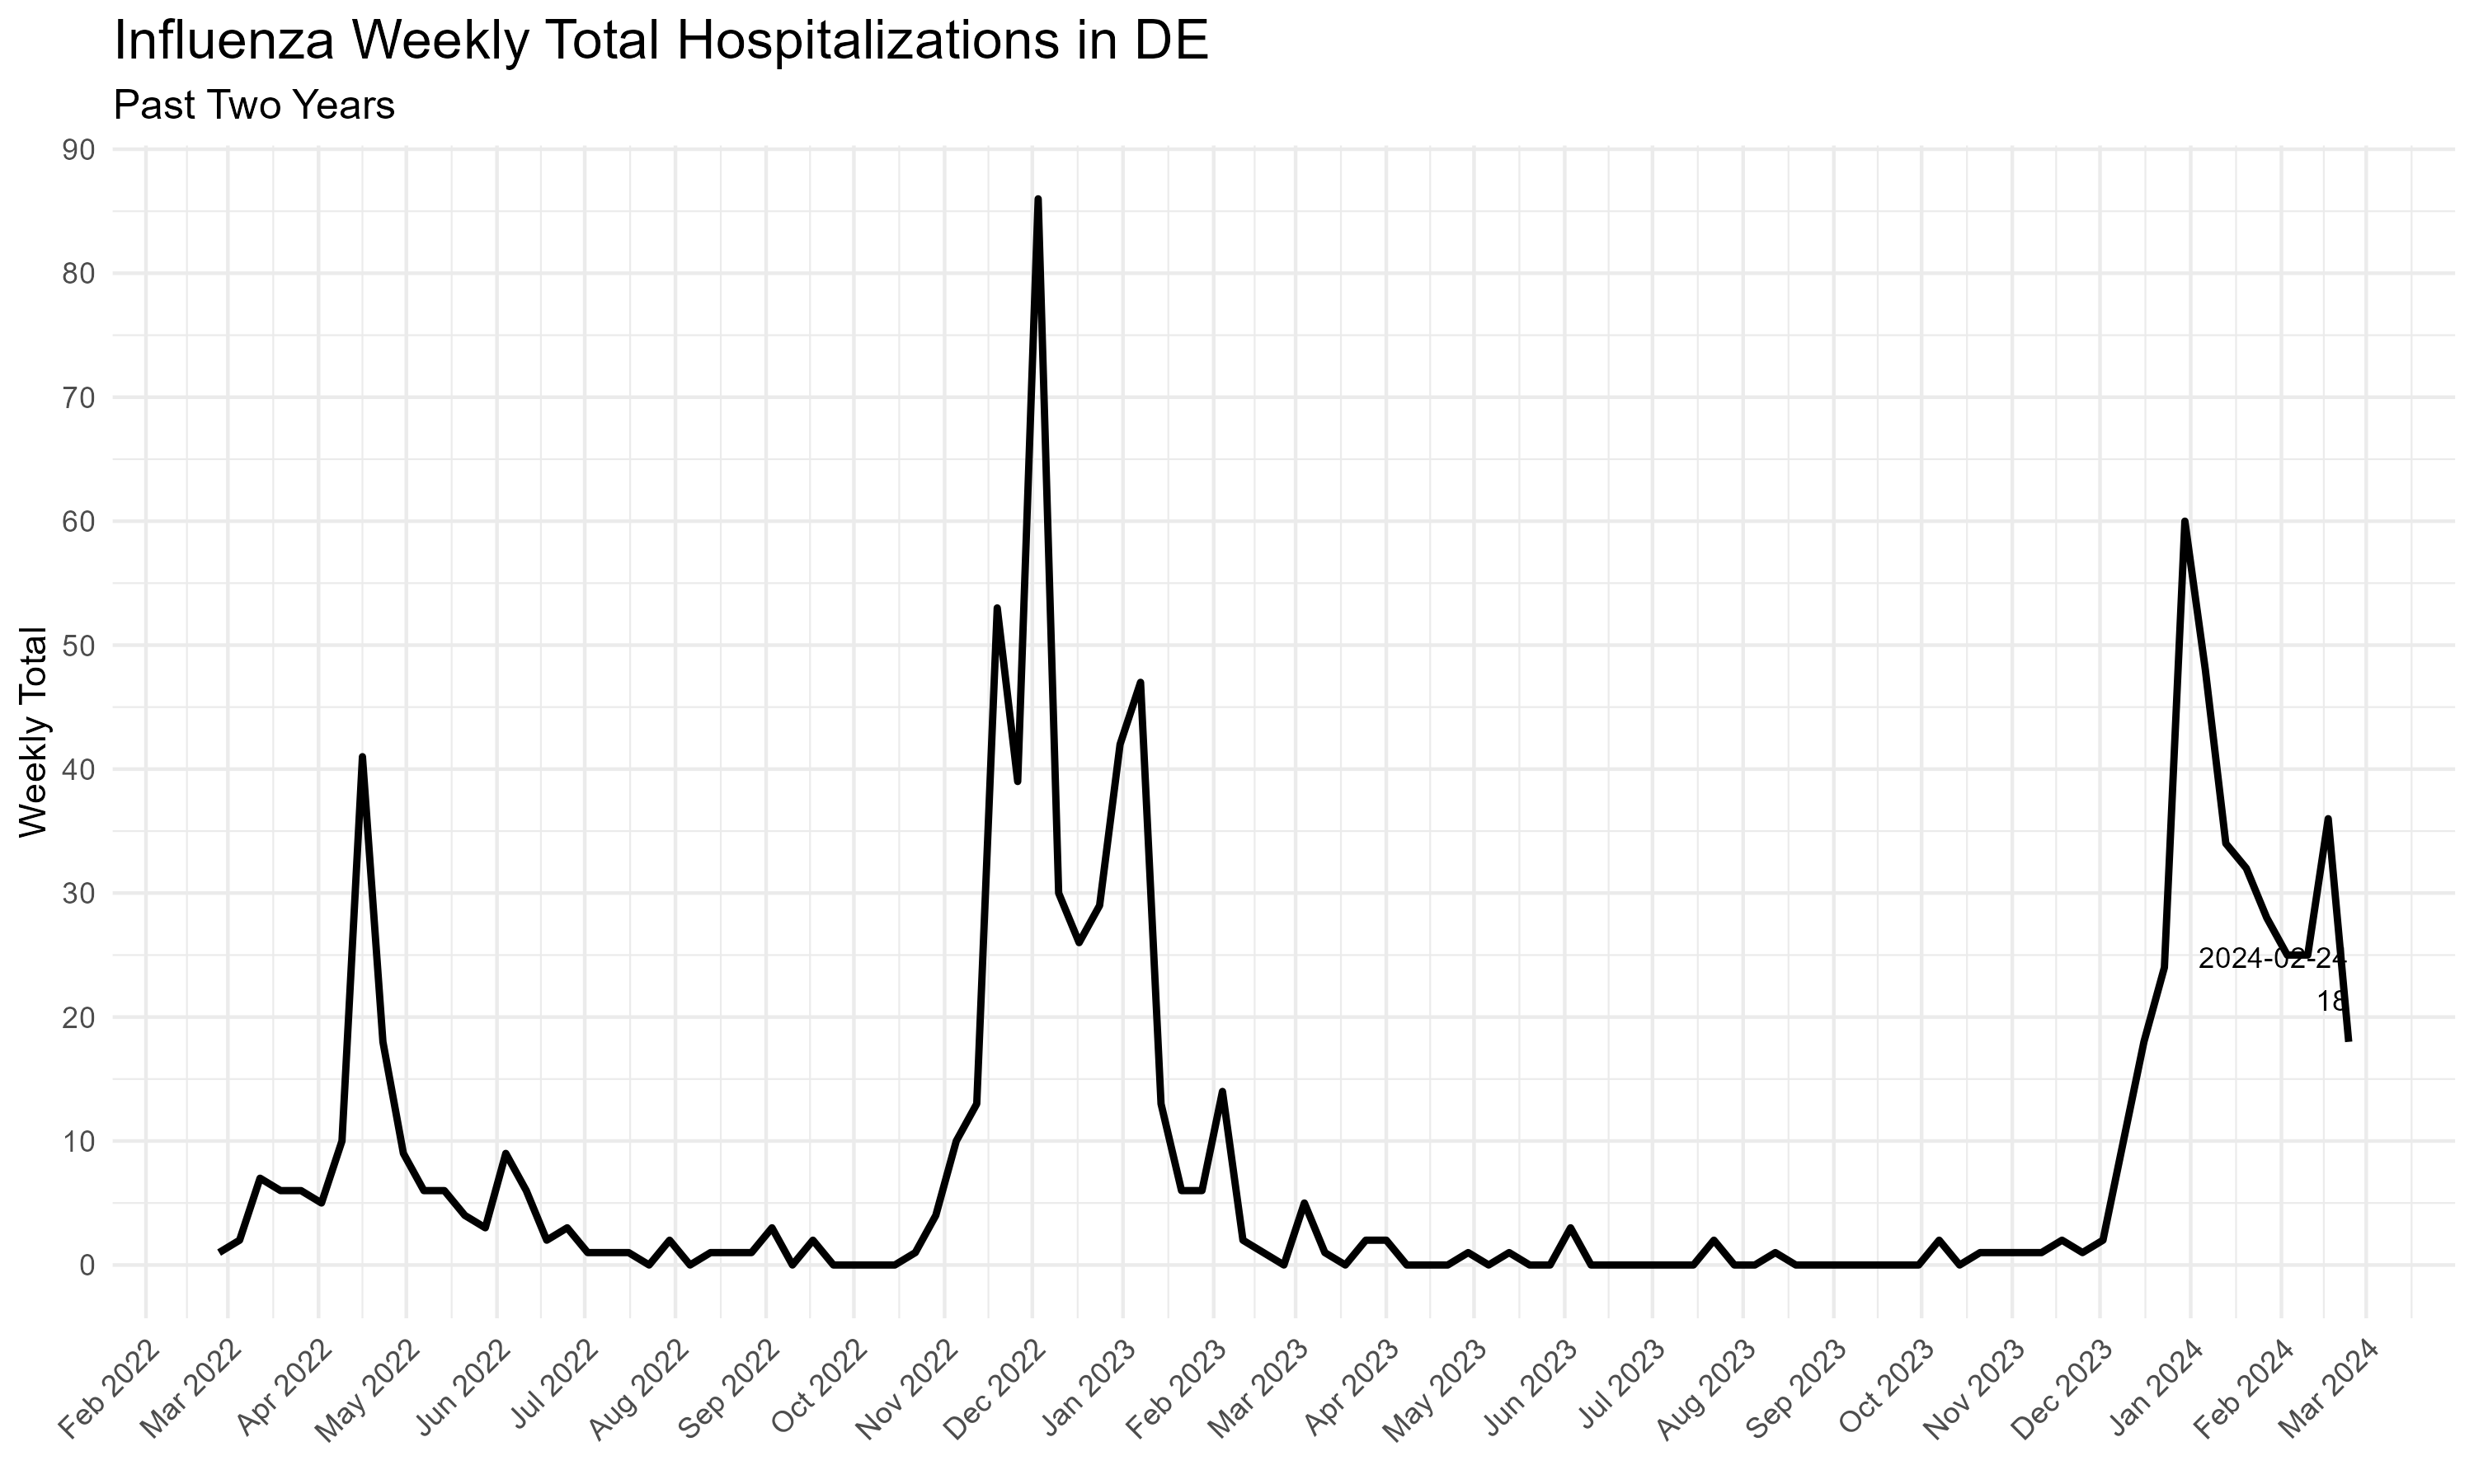 Influenza Weekly Total Hospitalizations in DE
Past Two Years
Weekly Total
90
80
70
60
50
40
30
20
10
0
2024-02-24
18
Feb 2022
Mar 2022
Apr 2022
May 2022
Jun 2022
Jul 2022
Aug 2022
Sep 2022
Oct 2022
Nov 2022
Dec 2022
Jan 2023
Feb 2023
Mar 2023
Apr 2023
May 2023
Jun 2023
Jul 2023
Aug 2023
Sep 2023
Oct 2023
Nov 2023
Dec 2023
Jan 2024
Feb 2024
Mar 2024